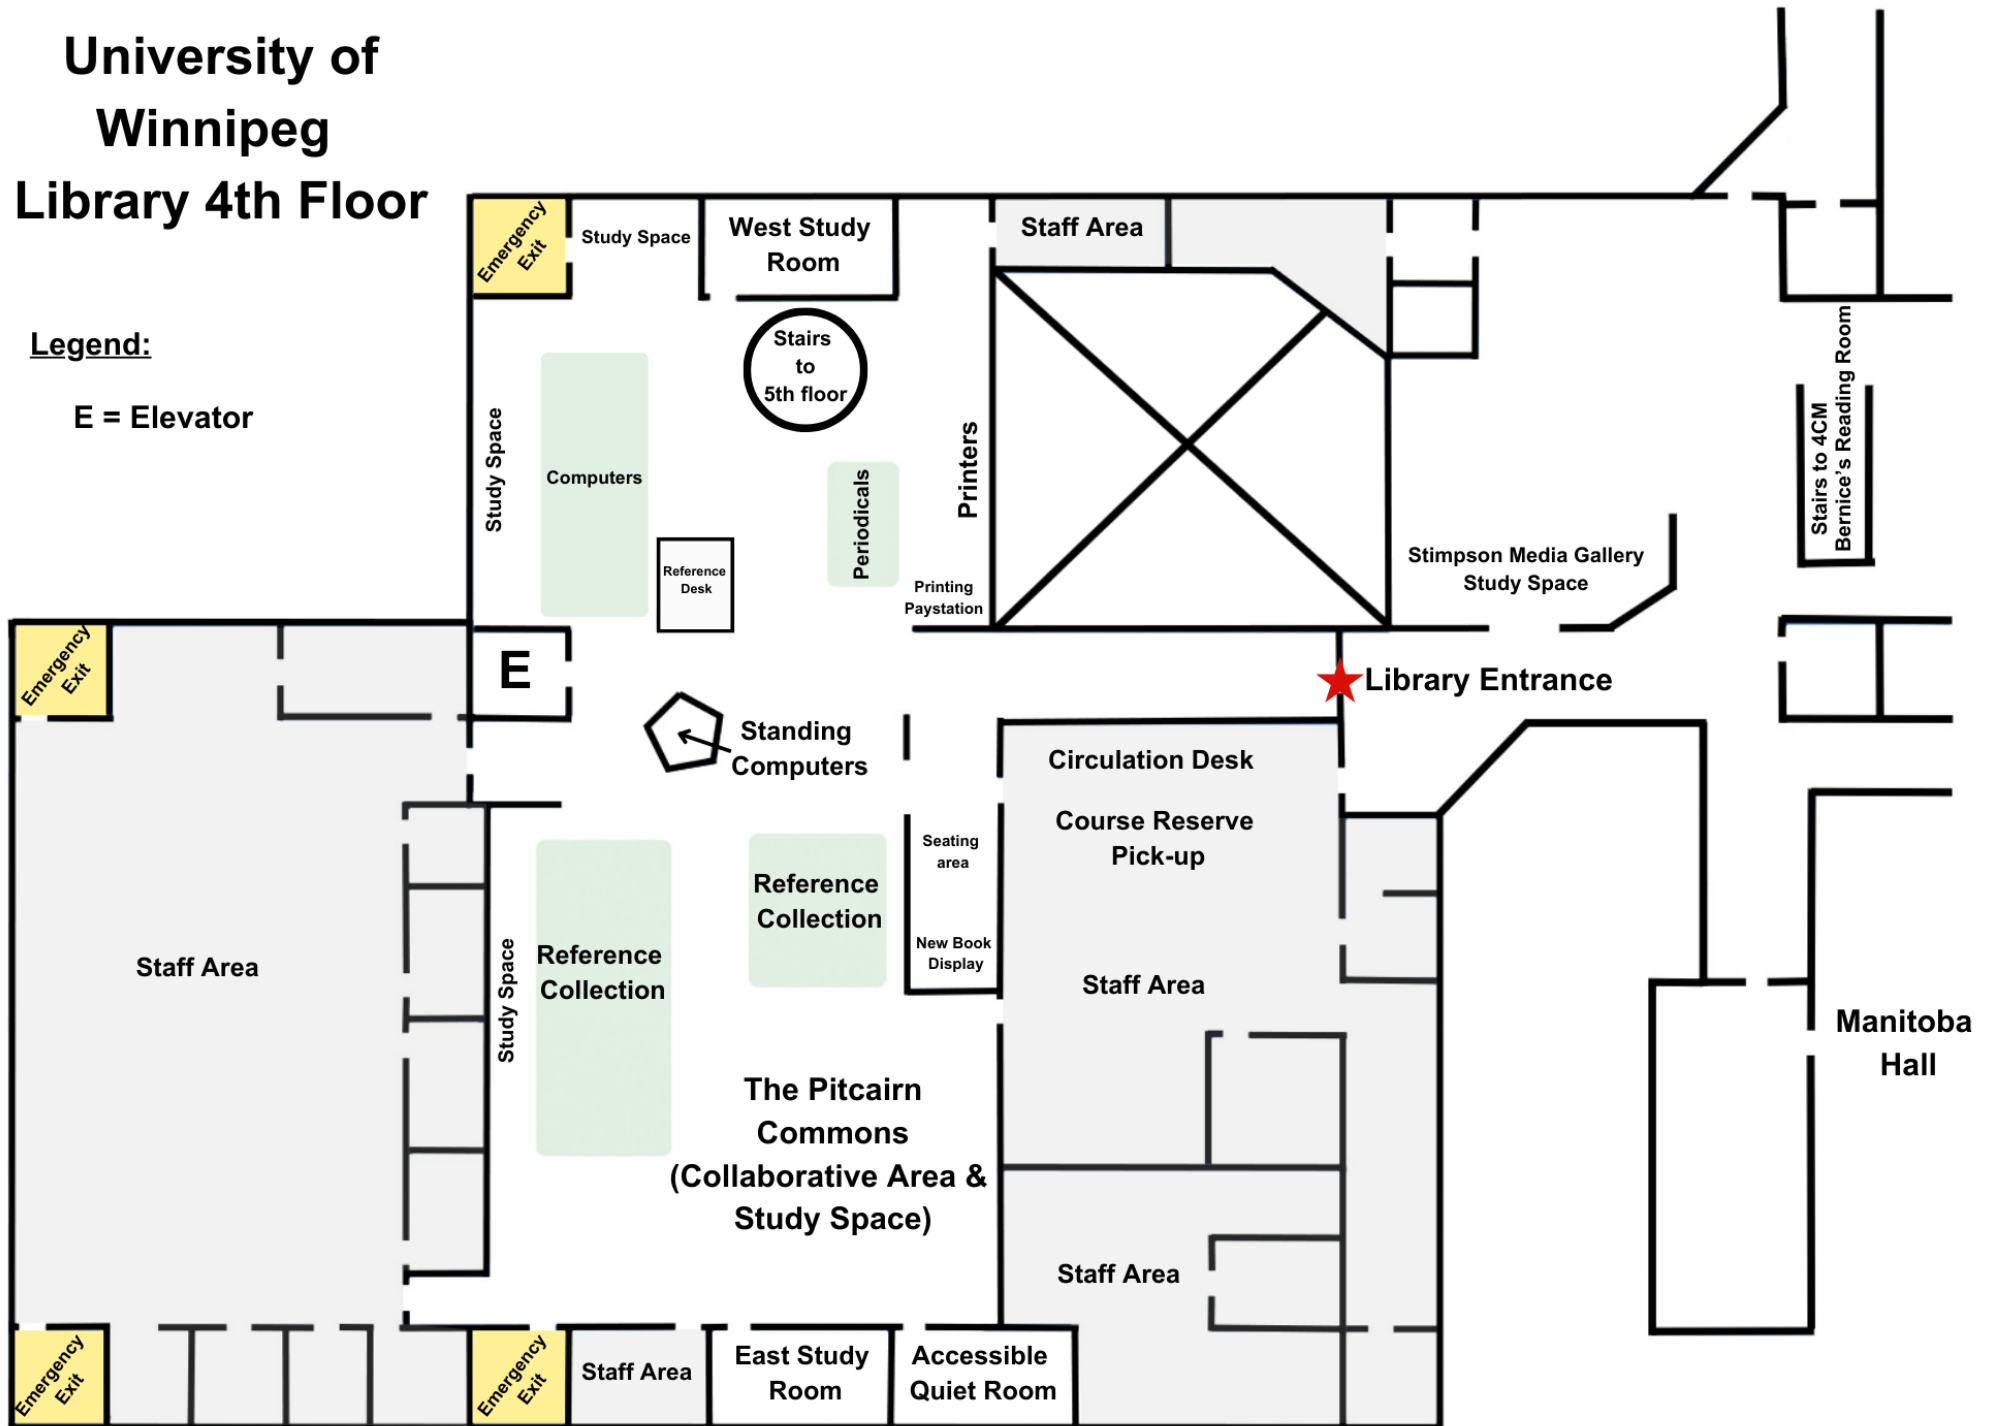 University of
Winnipeg
Library 4th Floor
Legend:
E = Elevator
Emergency
Exit
Study Space
West Study
Room
Staff Area
Stairs
to
5th floor
Study Space
Computers
Periodicals
Printers
Reference
Desk
Printing
Paystation
Stimpson Media Gallery
Study Space
Stairs to 4CM
Bernice's Reading Room
Emergency
Exit
E
Library Entrance
Standing
Computers
Circulation Desk
Course Reserve
Pick-up
Seating
area
Reference
Collection
New Book
Display
Staff Area
Study Space
Reference
Collection
Staff Area
Manitoba
Hall
The Pitcairn
Commons
(Collaborative Area &
Study Space)
Staff Area
Emergency
Exit
Emergency
Exit
Staff Area
East Study
Room
Accessible
Quiet Room